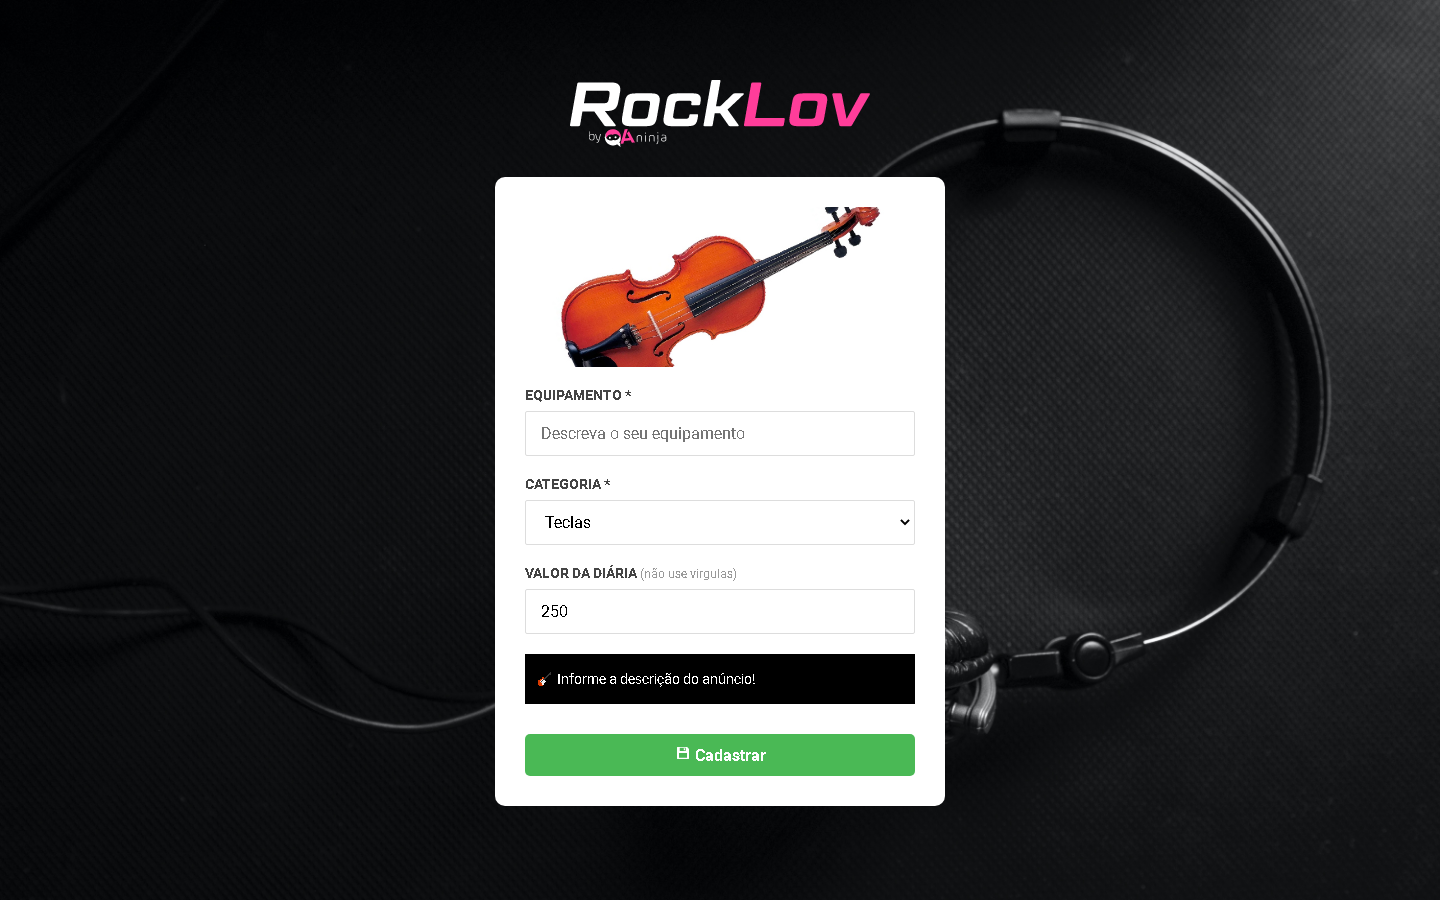 RockLov
by QAninja
EQUIPAMENTO *
Descreva o seu equipamento
CATEGORIA *
Teclas
VALOR DA DIÁRIA (não use virgulas)
250
Informe a descrição do anúncio!
Cadastrar